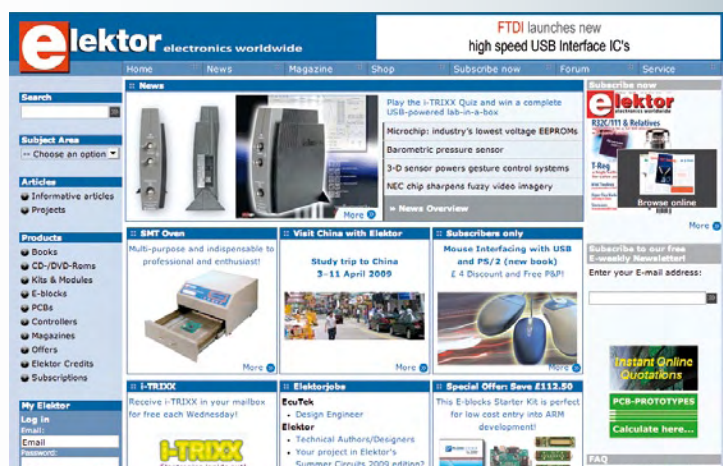 elektor electronics worldwide
FTDI launches new
high speed USB Interface IC's
Home :: News :: Magazine :: Shop :: Subscribe now :: Forum :: Service
Search
Subject Area
-- Choose an option
Articles
Informative articles
Projects
Products
Books
CD-/DVD-Roms
Kits & Modules
E-blocks
PCBs
Controllers
Magazines
Offers
Elektor Credits
Subscriptions
My Elektor
Log in
Email:
Email
Password:
:: News
Play the i-TRIXX Quiz and win a complete
USB-powered lab-in-a-box
Microchip: industry's lowest voltage EEPROMs
Barometric pressure sensor
3-D sensor powers gesture control systems
NEC chip sharpens fuzzy video imagery
» News Overview
More
:: SMT Oven
Multi-purpose and indispensable to
professional and enthusiast!
More
:: Visit China with Elektor
Study trip to China
3-11 April 2009
More
:: Subscribers only
Mouse Interfacing with USB
and PS/2 (new book)
£ 4 Discount and Free P&P!
More
:: i-TRIXX
Receive i-TRIXX in your mailbox
for free each Wednesday!
i-TRIXX
:: Elektorjobs
EcuTek
• Design Engineer
Elektor
• Technical Authors/Designers
• Your project in Elektor's
Summer Circuits 2009 edition?
:: Special Offer: Save £112.50
This E-blocks Starter Kit is perfect
for low cost entry into ARM
development!
Subscribe now
elektor
R32C/111 & Relatives
T-Reg
Browse online
More
Subscribe to our free
E-weekly Newsletter!
Enter your E-mail address:
Instant Online
Quotations
PCB-PROTOTYPES
Calculate here...
FAQ